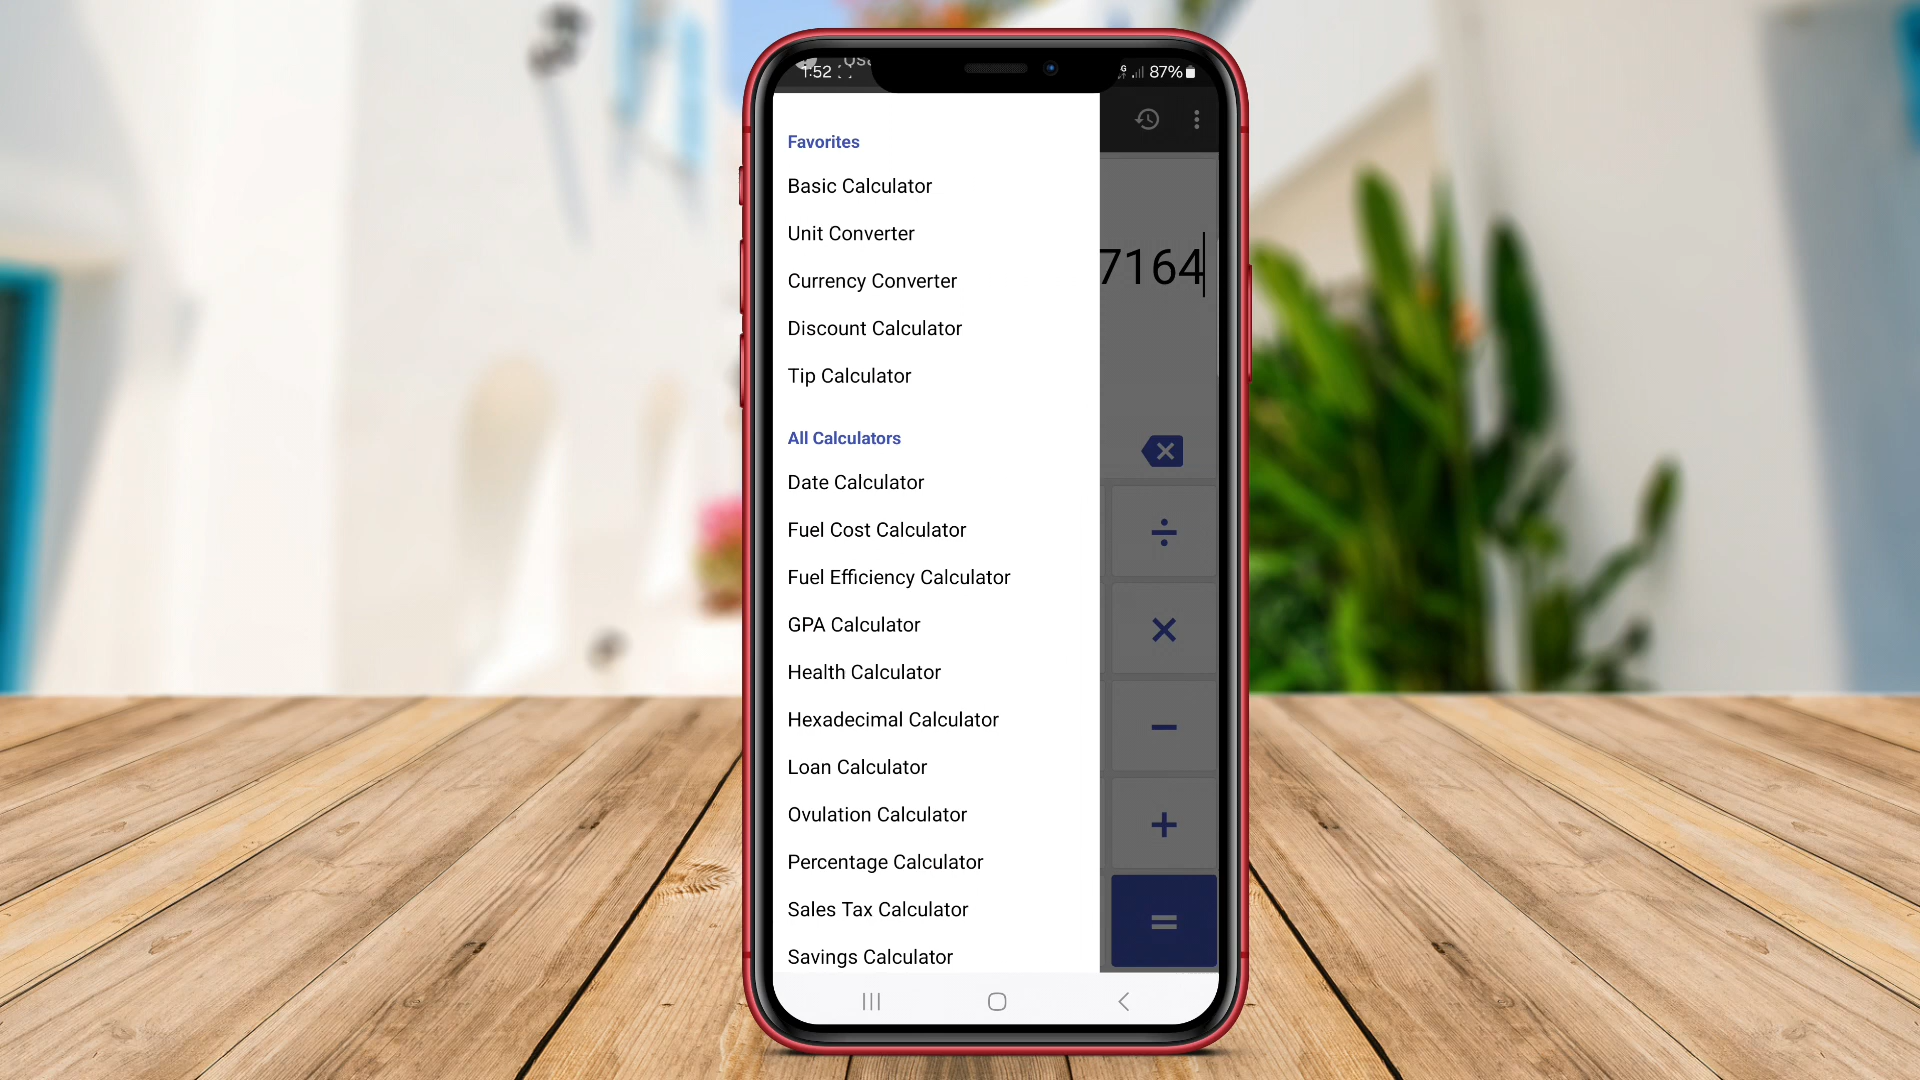 1:52
87%
Favorites
Basic Calculator
Unit Converter
Currency Converter
Discount Calculator
Tip Calculator
All Calculators
Date Calculator
Fuel Cost Calculator
Fuel Efficiency Calculator
GPA Calculator
Health Calculator
Hexadecimal Calculator
Loan Calculator
Ovulation Calculator
Percentage Calculator
Sales Tax Calculator
Savings Calculator
7164
÷
×
−
+
=